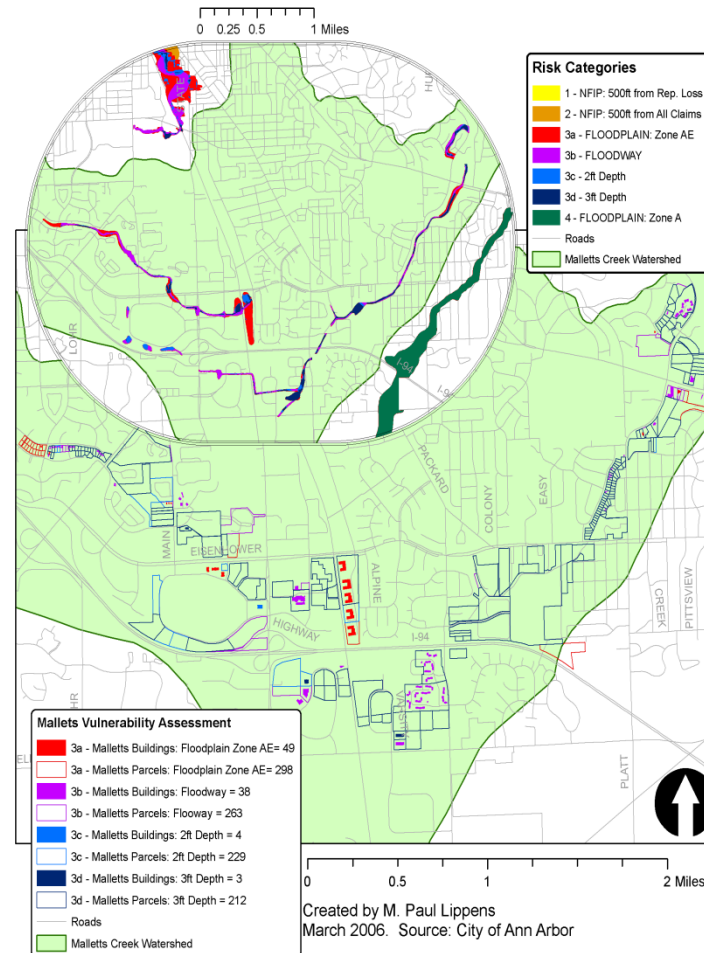 0 0.25 0.5 1 Miles
Risk Categories
1 - NFIP: 500ft from Rep. Loss
2 - NFIP: 500ft from All Claims
3a - FLOODPLAIN: Zone AE
3b - FLOODWAY
3c - 2ft Depth
3d - 3ft Depth
4 - FLOODPLAIN: Zone A
Roads
Malletts Creek Watershed
LOHR
I-94
I-94
PACKARD
COLONY
EASY
MAIN
EISENHOWER
ALPINE
HIGHWAY
I-94
CREEK
PITTSVIEW
PLATT
Mallets Vulnerability Assessment
3a - Malletts Buildings: Floodplain Zone AE= 49
3a - Malletts Parcels: Floodplain Zone AE= 298
3b - Malletts Buildings: Floodway = 38
3b - Malletts Parcels: Flooway = 263
3c - Malletts Buildings: 2ft Depth = 4
3c - Malletts Parcels: 2ft Depth = 229
3d - Malletts Buildings: 3ft Depth = 3
3d - Malletts Parcels: 3ft Depth = 212
Roads
Malletts Creek Watershed
0 0.5 1 2 Miles
Created by M. Paul Lippens
March 2006. Source: City of Ann Arbor